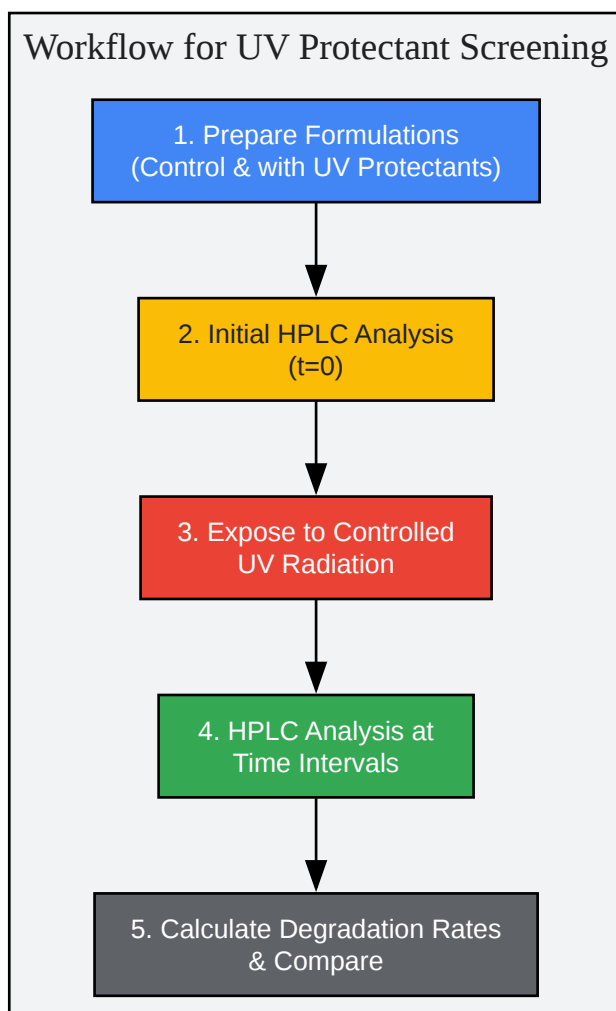 Workflow for UV Protectant Screening
1. Prepare Formulations
(Control & with UV Protectants)
2. Initial HPLC Analysis
(t=0)
3. Expose to Controlled
UV Radiation
4. HPLC Analysis at
Time Intervals
5. Calculate Degradation Rates
& Compare